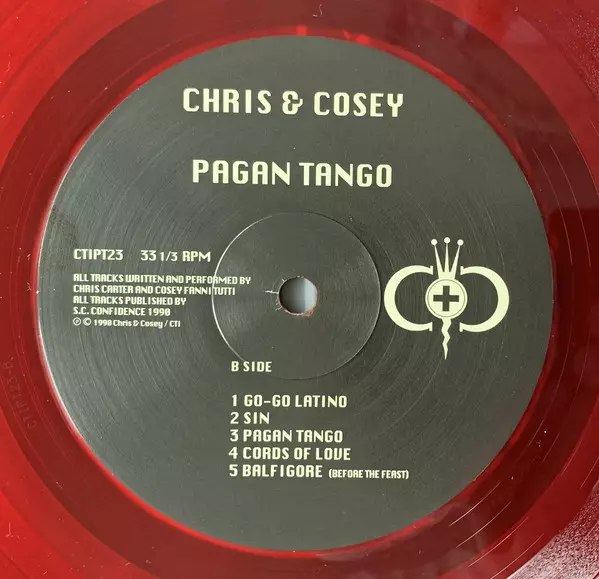 CHRIS & COSEY
PAGAN TANGO
CTIPT23 33 1/3 RPM
ALL TRACKS WRITTEN AND PERFORMED BY
CHRIS CARTER AND COSEY FANNI TUTTI
ALL TRACKS PUBLISHED BY
S.C. CONFIDENCE 1990
℗ © 1990 Chris & Cosey / CTI
B SIDE
1 GO-GO LATINO
2 SIN
3 PAGAN TANGO
4 CORDS OF LOVE
5 BALFIGORE (BEFORE THE FEAST)